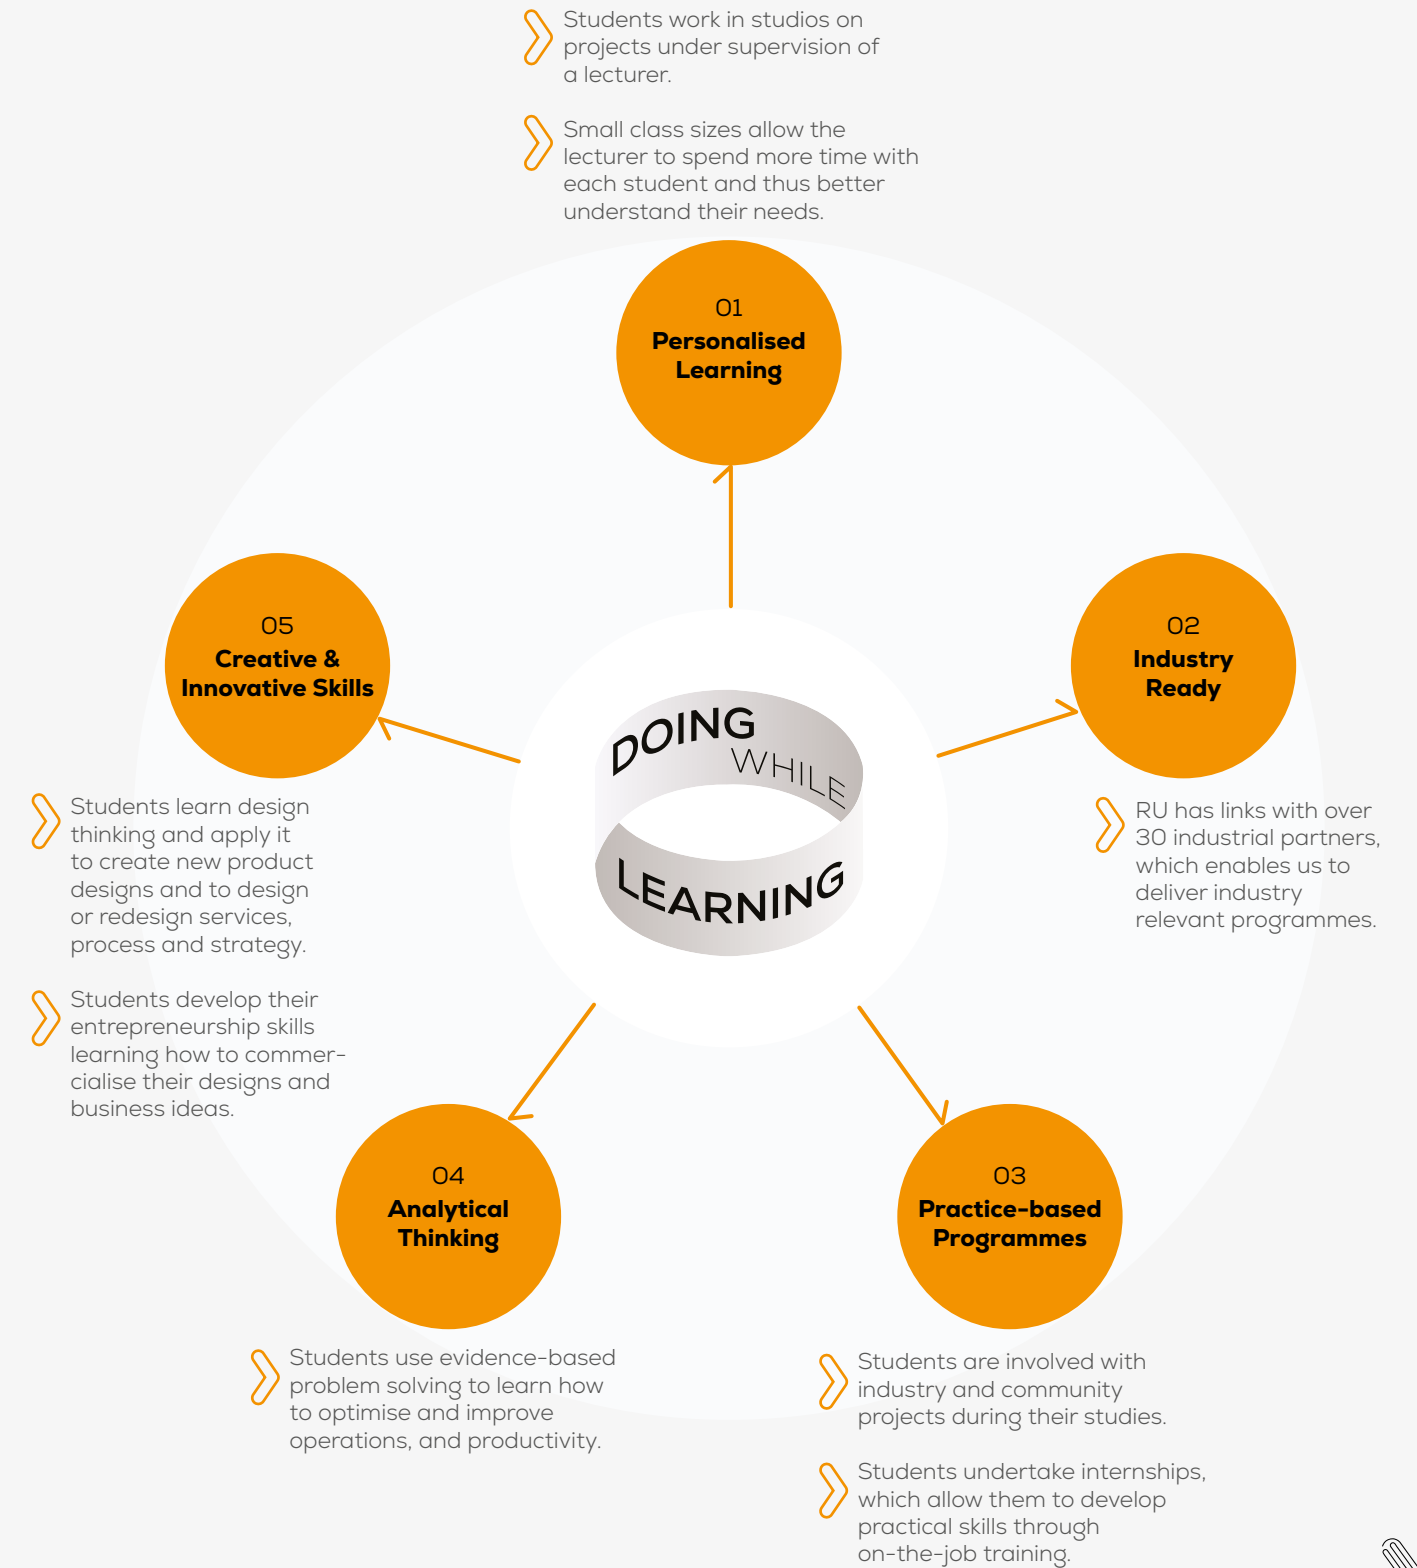 Students work in studios on
projects under supervision of
a lecturer.
Small class sizes allow the
lecturer to spend more time with
each student and thus better
understand their needs.
01
Personalised
Learning
02
Industry
Ready
RU has links with over
30 industrial partners,
which enables us to
deliver industry
relevant programmes.
03
Practice-based
Programmes
Students are involved with
industry and community
projects during their studies.
Students undertake internships,
which allow them to develop
practical skills through
on-the-job training.
04
Analytical
Thinking
Students use evidence-based
problem solving to learn how
to optimise and improve
operations, and productivity.
05
Creative &
Innovative Skills
Students learn design
thinking and apply it
to create new product
designs and to design
or redesign services,
process and strategy.
Students develop their
entrepreneurship skills
learning how to commer-
cialise their designs and
business ideas.
DOING
WHILE
LEARNING